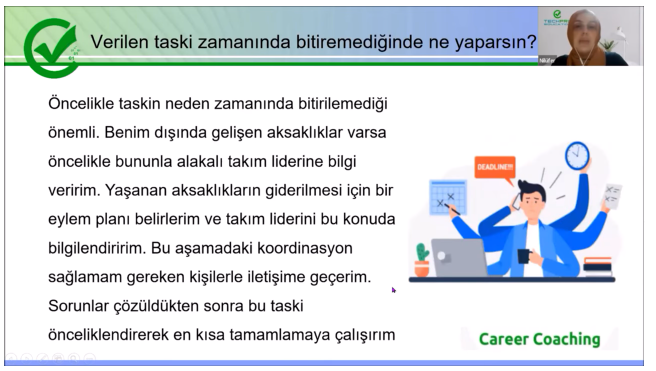 Verilen taski zamanında bitiremediğinde ne yaparsın?
Öncelikle taskin neden zamanında bitirilemediği
önemli. Benim dışında gelişen aksaklıklar varsa
öncelikle bununla alakalı takım liderine bilgi
veririm. Yaşanan aksaklıkların giderilmesi için bir
eylem planı belirlerim ve takım liderini bu konuda
bilgilendiririm. Bu aşamadaki koordinasyon
sağlamam gereken kişilerle iletişime geçerim.
Sorunlar çözüldükten sonra bu taski
önceliklendirerek en kısa tamamlamaya çalışırım
DEADLINE!!!
Career Coaching